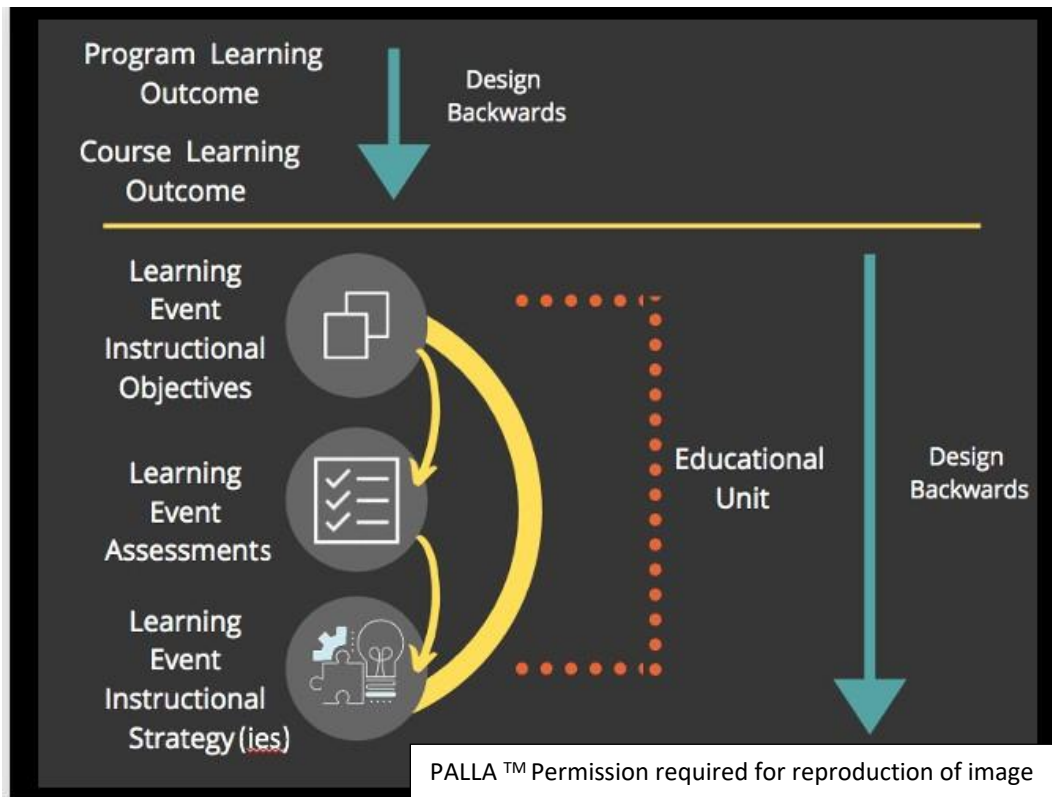 Program Learning
Outcome
Design
Backwards
Course Learning
Outcome
Learning
Event
Instructional
Objectives
Learning
Event
Assessments
Educational
Unit
Design
Backwards
Learning
Event
Instructional
Strategy (ies)
PALLA ™ Permission required for reproduction of image